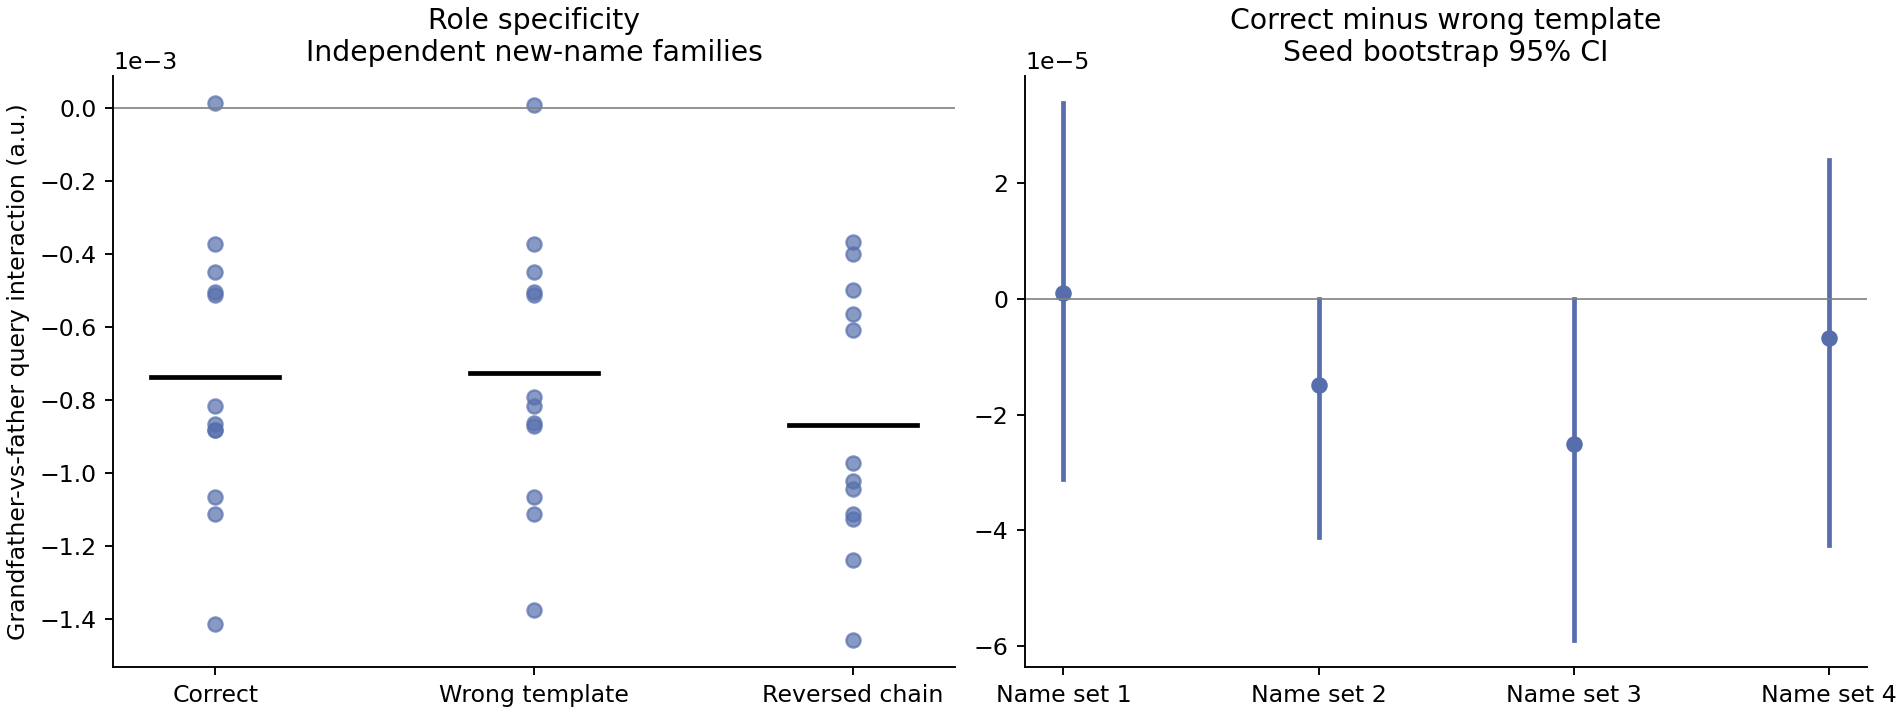 Role specificity
Independent new-name families
1e−3
Grandfather-vs-father query interaction (a.u.)
0.0
−0.2
−0.4
−0.6
−0.8
−1.0
−1.2
−1.4
Correct
Wrong template
Reversed chain
Correct minus wrong template
Seed bootstrap 95% CI
1e−5
2
0
−2
−4
−6
Name set 1
Name set 2
Name set 3
Name set 4